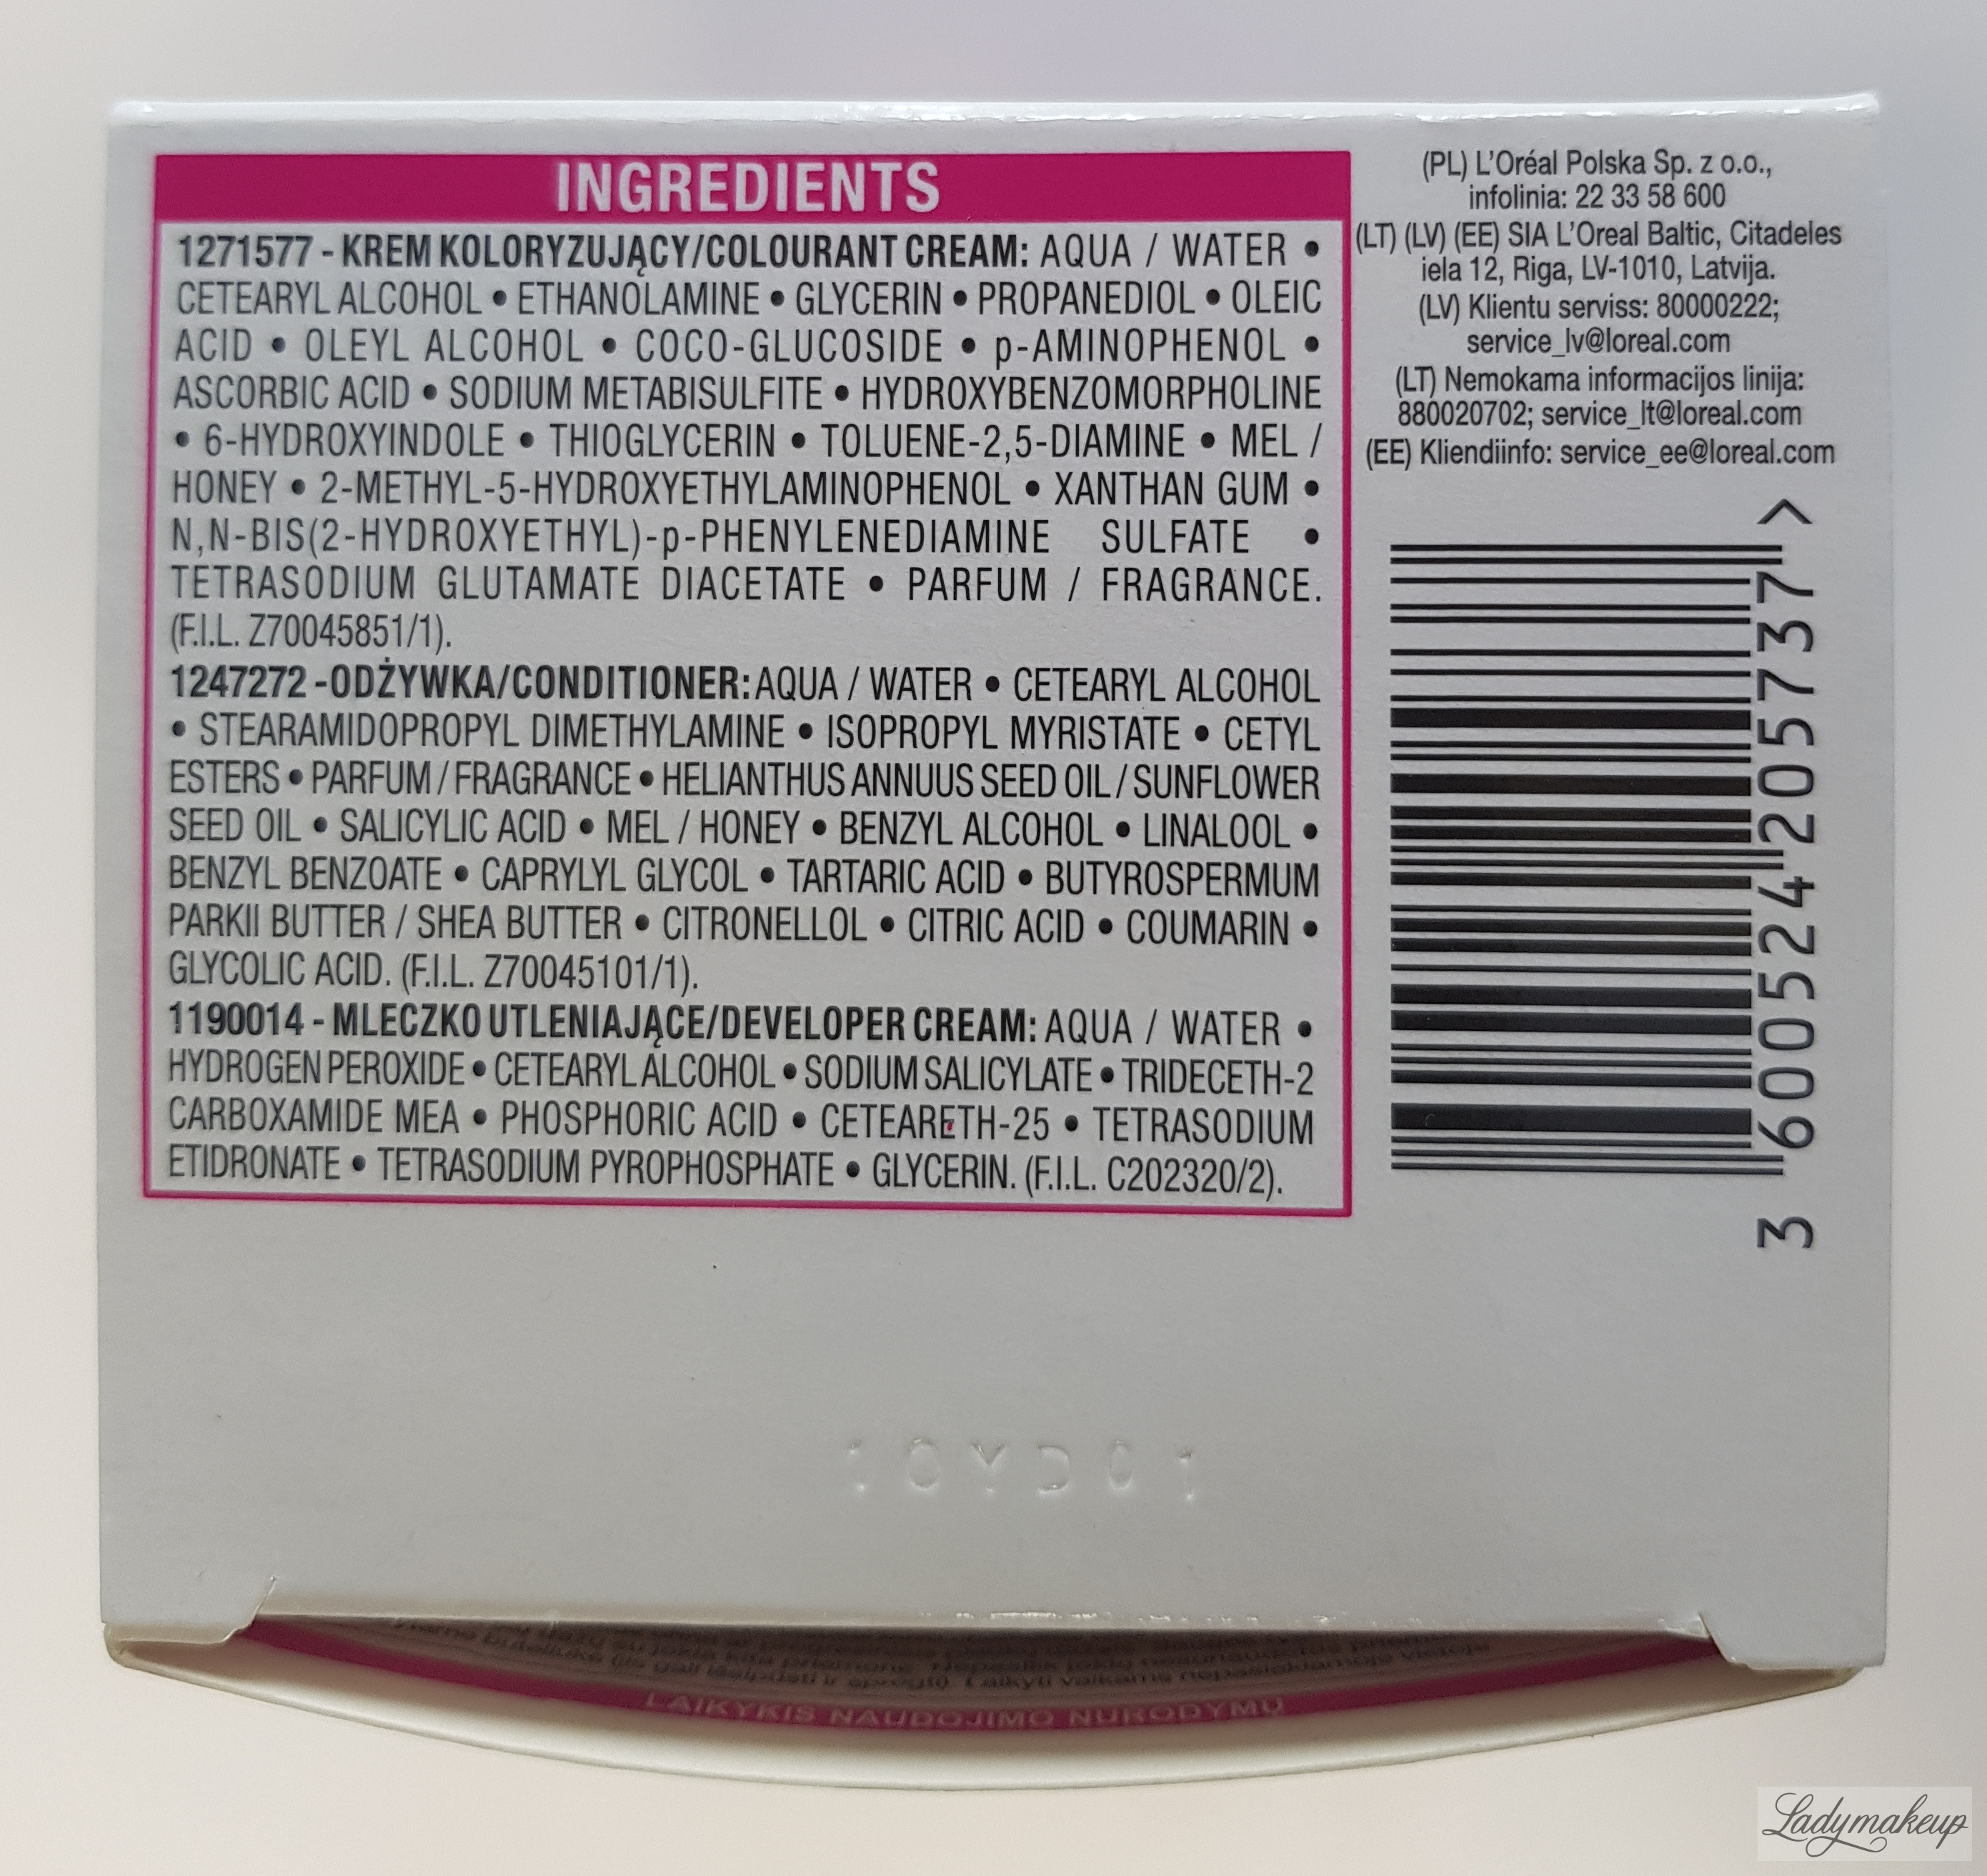 INGREDIENTS
1271577 - KREM KOLORYZUJĄCY/COLOURANT CREAM: AQUA / WATER •
CETEARYL ALCOHOL • ETHANOLAMINE • GLYCERIN • PROPANEDIOL • OLEIC
ACID • OLEYL ALCOHOL • COCO-GLUCOSIDE • p-AMINOPHENOL •
ASCORBIC ACID • SODIUM METABISULFITE • HYDROXYBENZOMORPHOLINE
• 6-HYDROXYINDOLE • THIOGLYCERIN • TOLUENE-2,5-DIAMINE • MEL /
HONEY • 2-METHYL-5-HYDROXYETHYLAMINOPHENOL • XANTHAN GUM •
N,N-BIS(2-HYDROXYETHYL)-p-PHENYLENEDIAMINE SULFATE •
TETRASODIUM GLUTAMATE DIACETATE • PARFUM / FRAGRANCE.
(F.I.L. Z70045851/1).
1247272 -ODŻYWKA/CONDITIONER: AQUA / WATER • CETEARYL ALCOHOL
• STEARAMIDOPROPYL DIMETHYLAMINE • ISOPROPYL MYRISTATE • CETYL
ESTERS • PARFUM / FRAGRANCE • HELIANTHUS ANNUUS SEED OIL / SUNFLOWER
SEED OIL • SALICYLIC ACID • MEL / HONEY • BENZYL ALCOHOL • LINALOOL •
BENZYL BENZOATE • CAPRYLYL GLYCOL • TARTARIC ACID • BUTYROSPERMUM
PARKII BUTTER / SHEA BUTTER • CITRONELLOL • CITRIC ACID • COUMARIN •
GLYCOLIC ACID. (F.I.L. Z70045101/1).
1190014 - MLECZKO UTLENIAJĄCE/DEVELOPER CREAM: AQUA / WATER •
HYDROGEN PEROXIDE • CETEARYL ALCOHOL • SODIUM SALICYLATE • TRIDECETH-2
CARBOXAMIDE MEA • PHOSPHORIC ACID • CETEARETH-25 • TETRASODIUM
ETIDRONATE • TETRASODIUM PYROPHOSPHATE • GLYCERIN. (F.I.L. C202320/2).
(PL) L'Oréal Polska Sp. z o.o.,
infolinia: 22 33 58 600
(LT) (LV) (EE) SIA L'Oreal Baltic, Citadeles
iela 12, Riga, LV-1010, Latvija.
(LV) Klientu serviss: 80000222;
service_lv@loreal.com
(LT) Nemokama informacijos linija:
880020702; service_lt@loreal.com
(EE) Kliendiinfo: service_ee@loreal.com
3 600524 205737 >
LAIKYKIS NAUDOJIMO NURODYMŲ
Ladymakeup